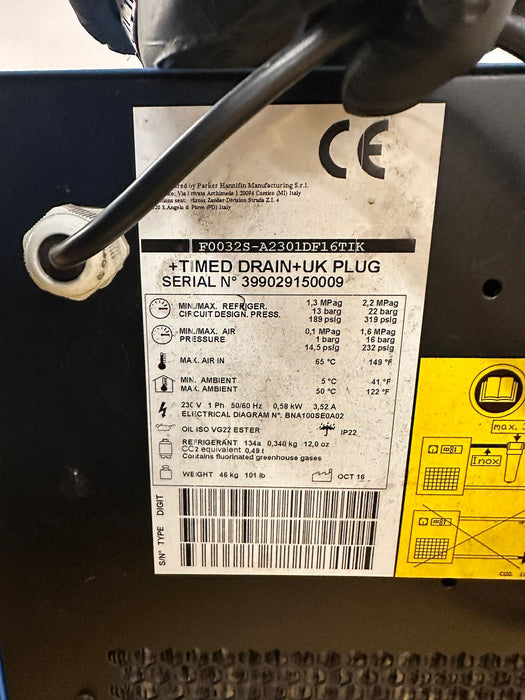 CE
by Parker Hannifin Manufacturing S.r.l.
Via Privata Archimede 1 20094 Corsico (MI) Italy
Hiross Zander Division Strada Z.I. 4
S.Angelo di Piove (PD) Italy
F0032S-A2301DF16TIK
+TIMED DRAIN+UK PLUG
SERIAL N° 399029150009
MIN./MAX. REFRIGER. 1,3 MPag 2,2 MPag
CIRCUIT DESIGN. PRESS. 13 barg 22 barg
189 psig 319 psig
MIN./MAX. AIR 0,1 MPag 1,6 MPag
PRESSURE 1 barg 16 barg
14,5 psig 232 psig
MAX. AIR IN 65 °C 149 °F
MIN. AMBIENT 5 °C 41 °F
MAX. AMBIENT 50 °C 122 °F
230 V 1 Ph 50/60 Hz 0,58 kW 3,52 A
ELECTRICAL DIAGRAM N°. BNA100SE0A02
OIL ISO VG22 ESTER IP22
REFRIGERANT 134a 0,340 kg 12,0 oz
CO2 equivalent 0,49 t
Contains fluorinated greenhouse gases
WEIGHT 46 kg 101 lb OCT 16
S/N° TYPE DIGIT
max.
Inox
COD.